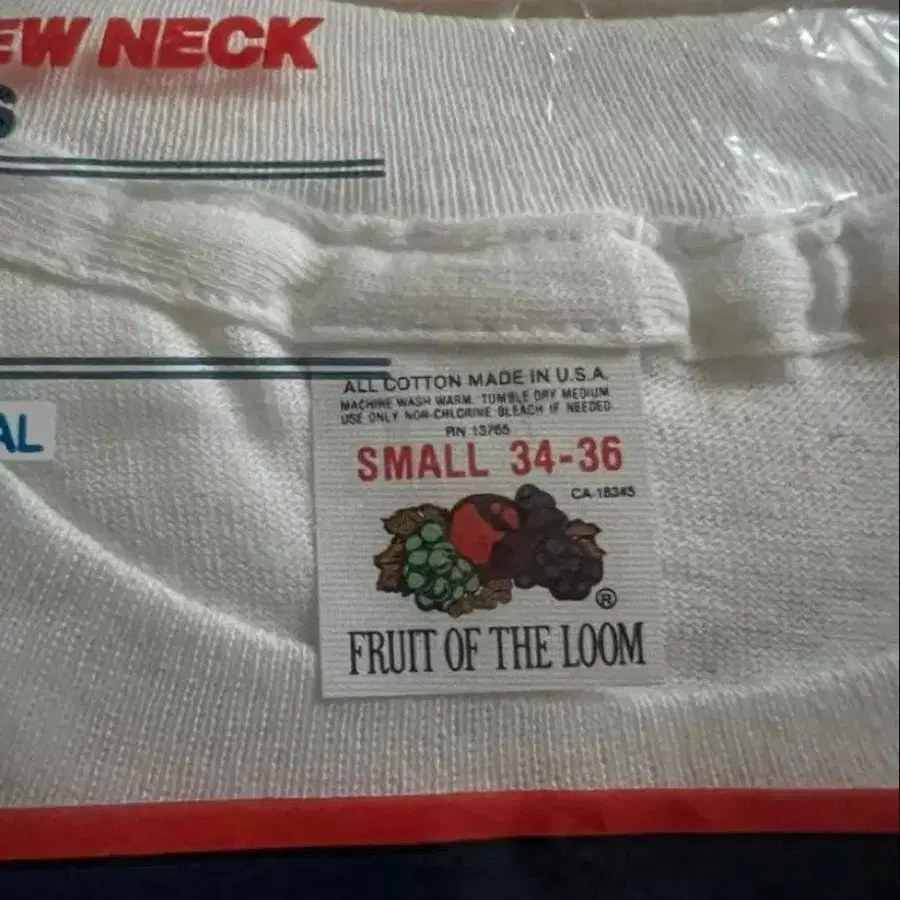 EW NECK
S
AL
ALL COTTON MADE IN U.S.A.
MACHINE WASH WARM TUMBLE DRY MEDIUM
USE ONLY NON-CHLORINE BLEACH IF NEEDED
RN 13765
SMALL 34-36
CA 18345
®
FRUIT OF THE LOOM